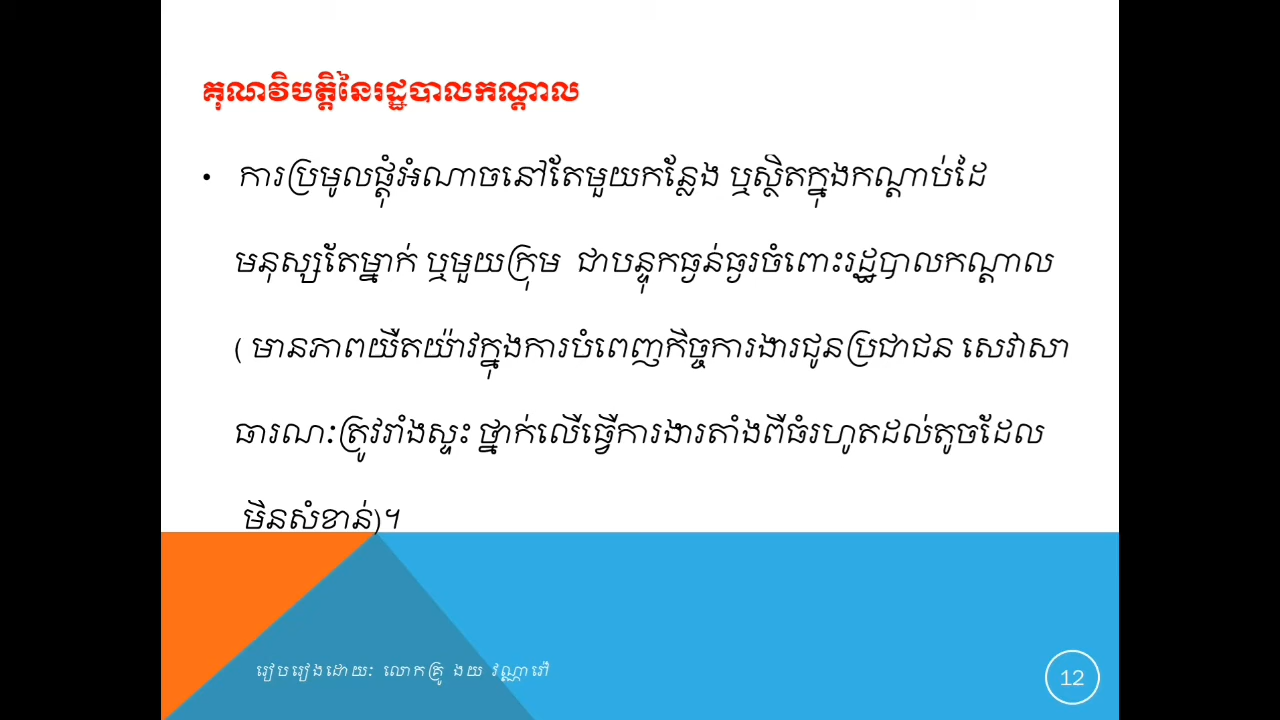 គុណវិបត្តិនៃរដ្ឋបាលកណ្តាល
• ការប្រមូលផ្តុំអំណាចនៅតែមួយកន្លែង ឬស្ថិតក្នុងកណ្តាប់ដៃ
មនុស្សតែម្នាក់ ឬមួយក្រុម ជាបន្ទុកធ្ងន់ធ្ងរចំពោះរដ្ឋបាលកណ្តាល
( មានភាពយឺតយ៉ាវក្នុងការបំពេញកិច្ចការងារជូនប្រជាជន សេវាសា
ធារណៈត្រូវរាំងស្ទះ ថ្នាក់លើធ្វើការងារតាំងពីធំរហូតដល់តូចដែល
មិនសំខាន់)។
រៀបរៀងដោយៈ លោកគ្រូ ងយ វណ្ណារើ
12